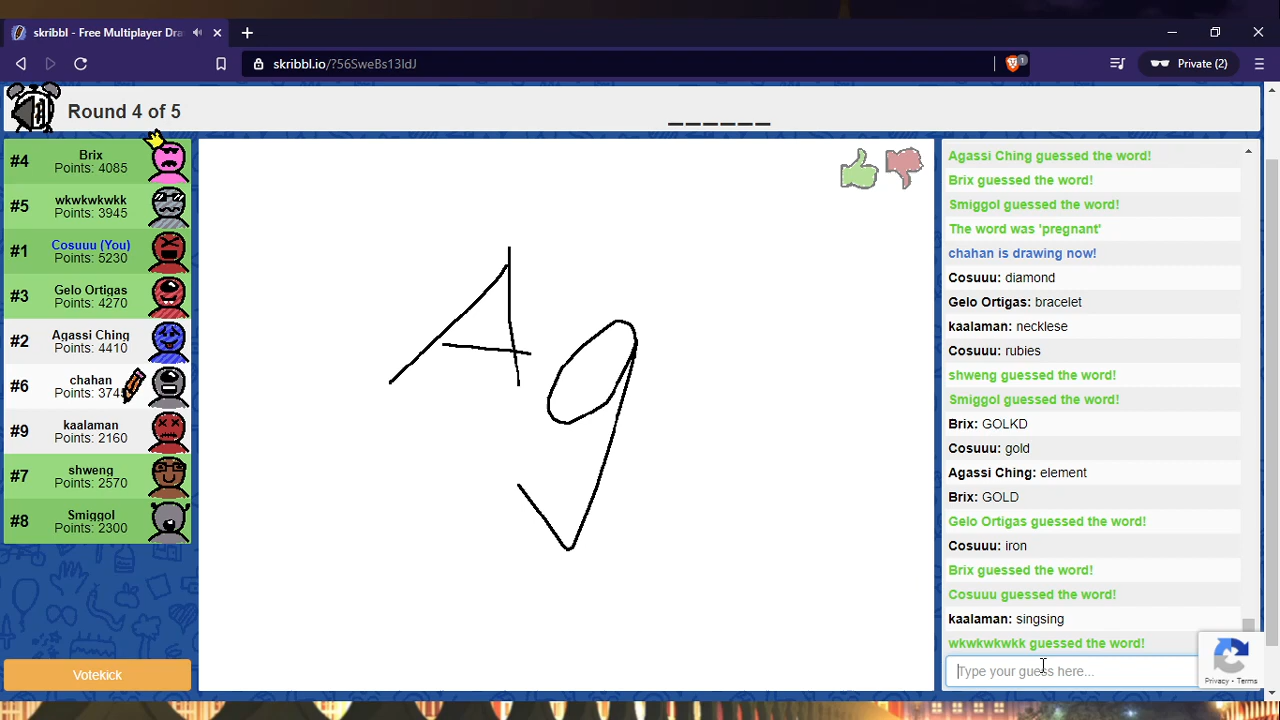 skribbl - Free Multiplayer Dra
skribbl.io/?56SweBs13IdJ
1
Private (2)
Round 4 of 5
______
#4 Brix
Points: 4085
#5 wkwkwkwkk
Points: 3945
#1 Cosuuu (You)
Points: 5230
#3 Gelo Ortigas
Points: 4270
#2 Agassi Ching
Points: 4410
#6 chahan
Points: 3745
#9 kaalaman
Points: 2160
#7 shweng
Points: 2570
#8 Smiggol
Points: 2300
Votekick
Ag
Agassi Ching guessed the word!
Brix guessed the word!
Smiggol guessed the word!
The word was 'pregnant'
chahan is drawing now!
Cosuuu: diamond
Gelo Ortigas: bracelet
kaalaman: necklese
Cosuuu: rubies
shweng guessed the word!
Smiggol guessed the word!
Brix: GOLKD
Cosuuu: gold
Agassi Ching: element
Brix: GOLD
Gelo Ortigas guessed the word!
Cosuuu: iron
Brix guessed the word!
Cosuuu guessed the word!
kaalaman: singsing
wkwkwkwkk guessed the word!
Type your guess here...
Privacy - Terms